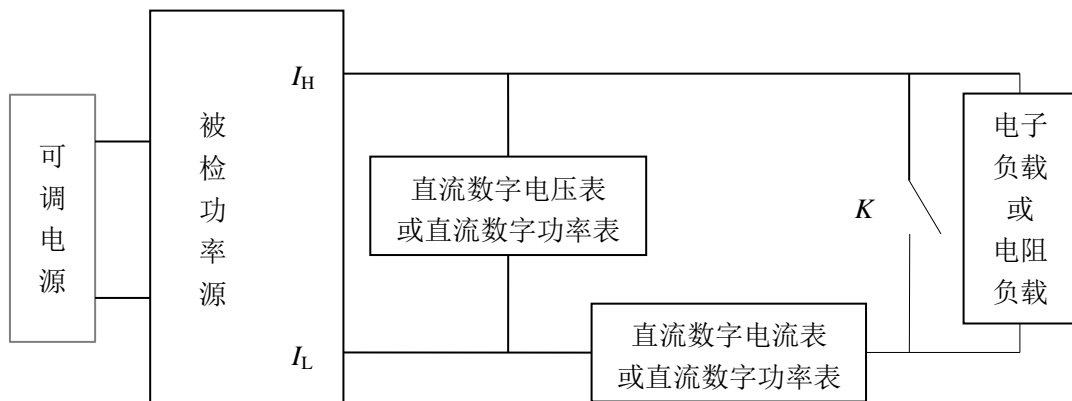 可调电源
被检功率源
I_H
I_L
直流数字电压表
或直流数字功率表
直流数字电流表
或直流数字功率表
K
电子
负载
或
电阻
负载